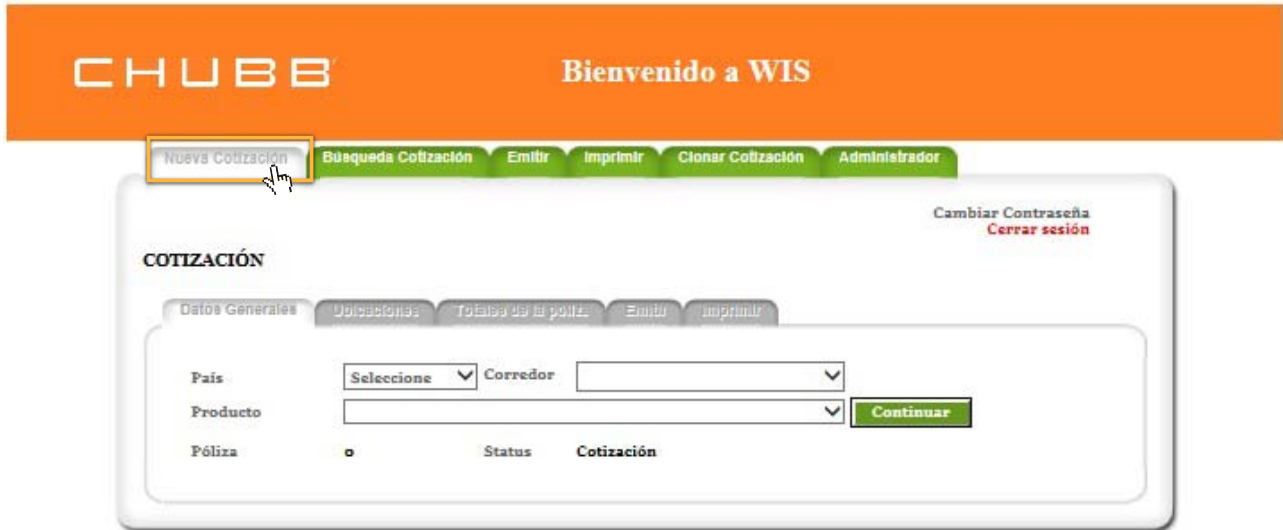 CHUBB
Bienvenido a WIS
Nueva Cotización Búsqueda Cotización Emitir Imprimir Clonar Cotización Administrador
Cambiar Contraseña
Cerrar sesión
COTIZACIÓN
Datos Generales Ubicaciones Totales de la poliza Emitir Imprimir
País Seleccione Corredor
Producto Continuar
Póliza 0 Status Cotización